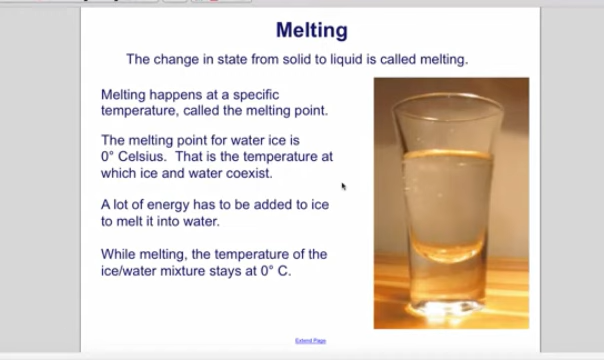 Melting
The change in state from solid to liquid is called melting.
Melting happens at a specific
temperature, called the melting point.
The melting point for water ice is
0° Celsius. That is the temperature at
which ice and water coexist.
A lot of energy has to be added to ice
to melt it into water.
While melting, the temperature of the
ice/water mixture stays at 0° C.
Extend Page